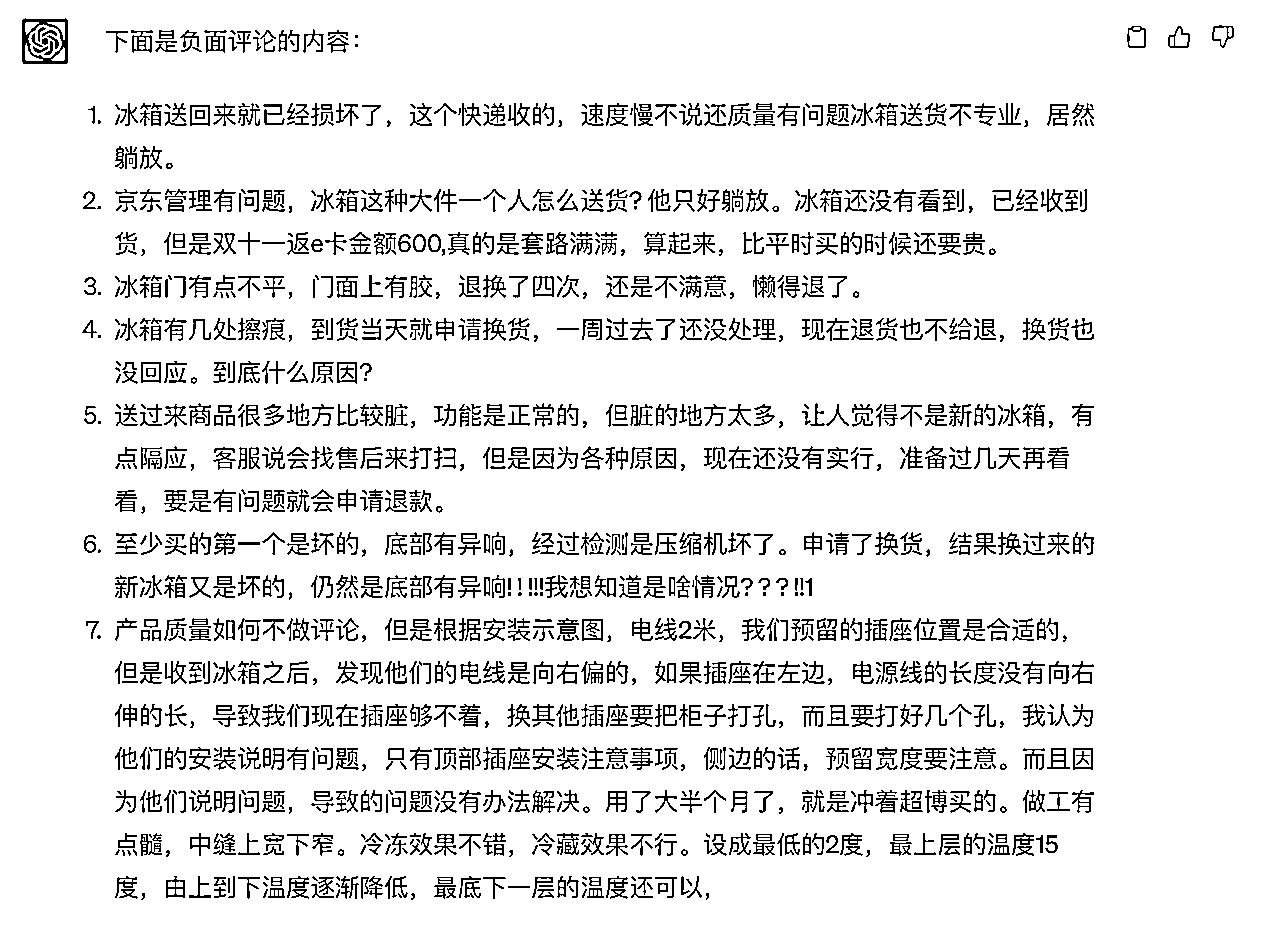 下面是负面评论的内容：
1. 冰箱送回来就已经损坏了，这个快递收的，速度慢不说还质量有问题冰箱送货不专业，居然
躺放。
2. 京东管理有问题，冰箱这种大件一个人怎么送货？他只好躺放。冰箱还没有看到，已经收到
货，但是双十一返e卡金额600,真的是套路满满，算起来，比平时买的时候还要贵。
3. 冰箱门有点不平，门面上有胶，退换了四次，还是不满意，懒得退了。
4. 冰箱有几处擦痕，到货当天就申请换货，一周过去了还没处理，现在退货也不给退，换货也
没回应。到底什么原因？
5. 送过来商品很多地方比较脏，功能是正常的，但脏的地方太多，让人觉得不是新的冰箱，有
点隔应，客服说会找售后来打扫，但是因为各种原因，现在还没有实行，准备过几天再看
看，要是有问题就会申请退款。
6. 至少买的第一个是坏的，底部有异响，经过检测是压缩机坏了。申请了换货，结果换过来的
新冰箱又是坏的，仍然是底部有异响!！!!!我想知道是啥情况？？？!!1
7. 产品质量如何不做评论，但是根据安装示意图，电线2米，我们预留的插座位置是合适的，
但是收到冰箱之后，发现他们的电线是向右偏的，如果插座在左边，电源线的长度没有向右
伸的长，导致我们现在插座够不着，换其他插座要把柜子打孔，而且要打好几个孔，我认为
他们的安装说明有问题，只有顶部插座安装注意事项，侧边的话，预留宽度要注意。而且因
为他们说明问题，导致的问题没有办法解决。用了大半个月了，就是冲着超博买的。做工有
点髓，中缝上宽下窄。冷冻效果不错，冷藏效果不行。设成最低的2度，最上层的温度15
度，由上到下温度逐渐降低，最底下一层的温度还可以，